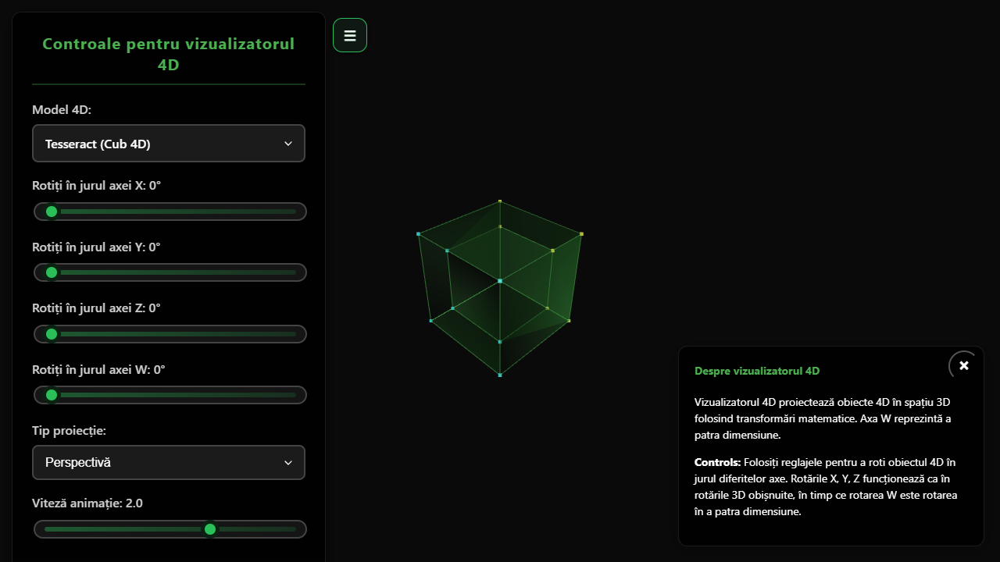 Controale pentru vizualizatorul
4D
Model 4D:
Tesseract (Cub 4D)
Rotiți în jurul axei X: 0°
Rotiți în jurul axei Y: 0°
Rotiți în jurul axei Z: 0°
Rotiți în jurul axei W: 0°
Tip proiecție:
Perspectivă
Viteză animație: 2.0
Despre vizualizatorul 4D
Vizualizatorul 4D proiectează obiecte 4D în spațiu 3D
folosind transformări matematice. Axa W reprezintă a
patra dimensiune.
Controls: Folosiți reglajele pentru a roti obiectul 4D în
jurul diferitelor axe. Rotările X, Y, Z funcționează ca în
rotările 3D obișnuite, în timp ce rotarea W este rotarea
în a patra dimensiune.